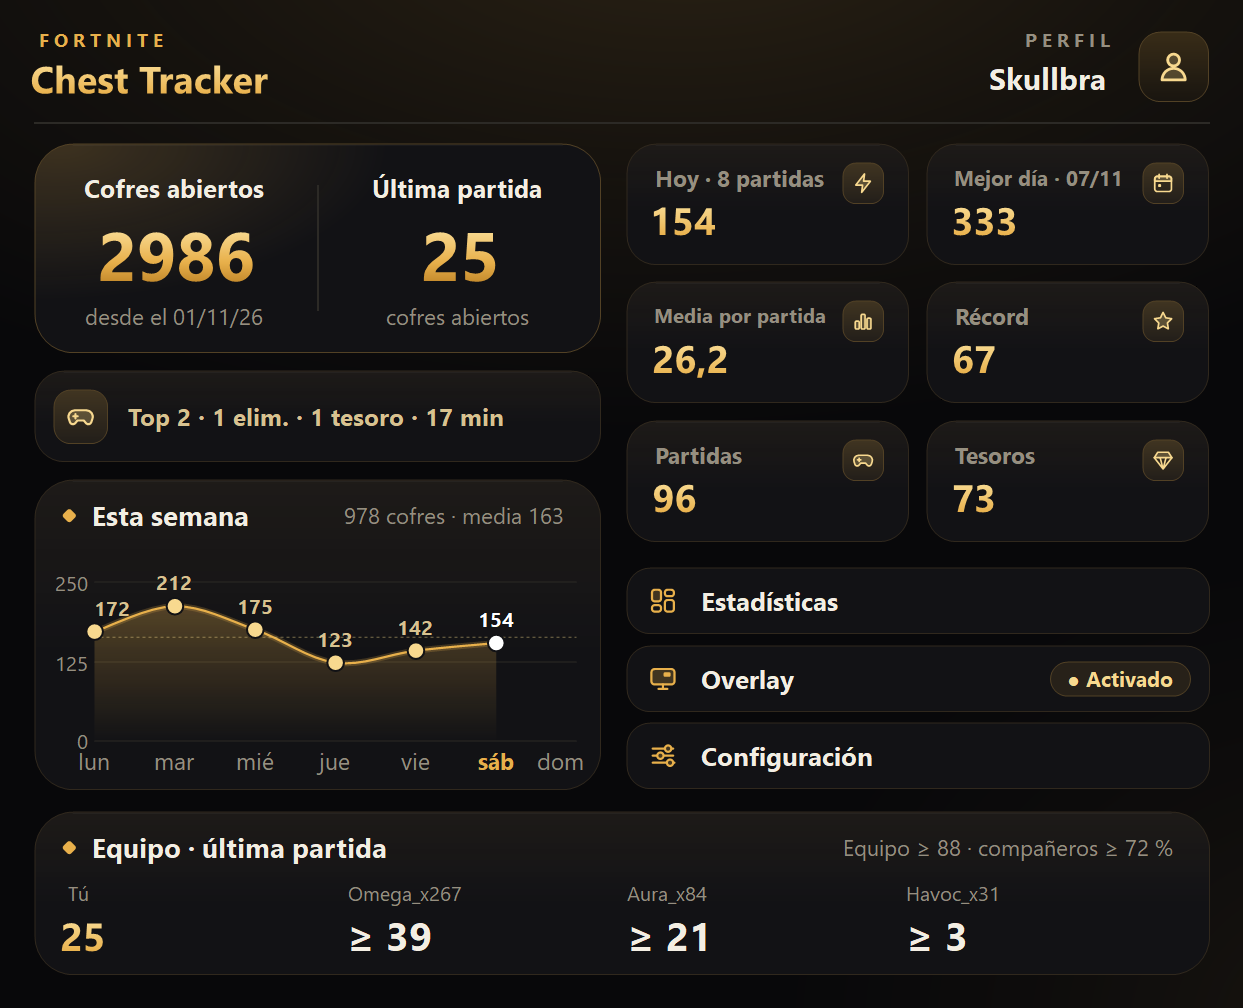 FORTNITE
Chest Tracker
PERFIL
Skullbra
Cofres abiertos
2986
desde el 01/11/26
Última partida
25
cofres abiertos
Hoy · 8 partidas
154
Mejor día · 07/11
333
Media por partida
26,2
Récord
67
Partidas
96
Tesoros
73
Top 2 · 1 elim. · 1 tesoro · 17 min
Esta semana
978 cofres · media 163
250
125
0
172
212
175
123
142
154
lun mar mié jue vie sáb dom
Estadísticas
Overlay
● Activado
Configuración
Equipo · última partida
Equipo ≥ 88 · compañeros ≥ 72 %
Tú
25
Omega_x267
≥ 39
Aura_x84
≥ 21
Havoc_x31
≥ 3